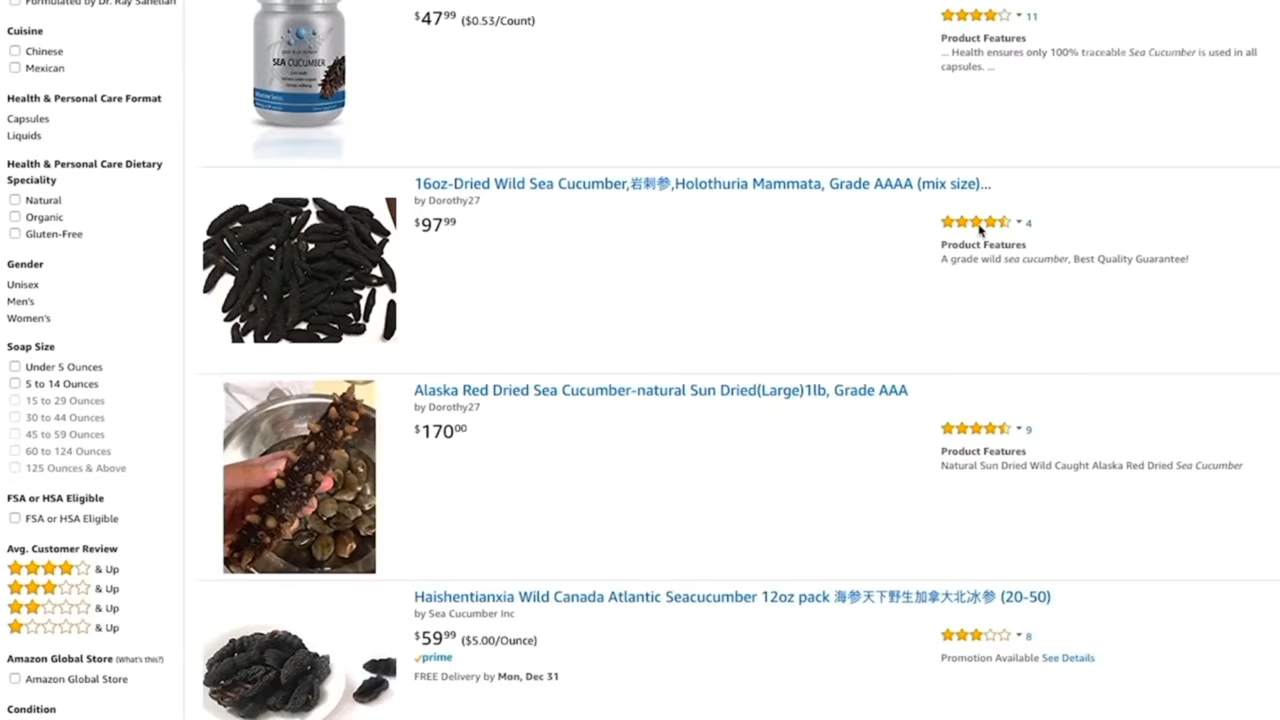 Formulated by Dr. Ray Sahelian
Cuisine
Chinese
Mexican
Health & Personal Care Format
Capsules
Liquids
Health & Personal Care Dietary
Speciality
Natural
Organic
Gluten-Free
Gender
Unisex
Men's
Women's
Soap Size
Under 5 Ounces
5 to 14 Ounces
15 to 29 Ounces
30 to 44 Ounces
45 to 59 Ounces
60 to 124 Ounces
125 Ounces & Above
FSA or HSA Eligible
FSA or HSA Eligible
Avg. Customer Review
& Up
& Up
& Up
& Up
Amazon Global Store (What's this?)
Amazon Global Store
Condition
SEA CUCUMBER
$47 99 ($0.53/Count)
11
Product Features
... Health ensures only 100% traceable Sea Cucumber is used in all
capsules. ...
16oz-Dried Wild Sea Cucumber,岩刺参,Holothuria Mammata, Grade AAAA (mix size)...
by Dorothy27
$97 99
4
Product Features
A grade wild sea cucumber, Best Quality Guarantee!
Alaska Red Dried Sea Cucumber-natural Sun Dried(Large)1lb, Grade AAA
by Dorothy27
$170 00
9
Product Features
Natural Sun Dried Wild Caught Alaska Red Dried Sea Cucumber
Haishentianxia Wild Canada Atlantic Seacucumber 12oz pack 海参天下野生加拿大北冰参 (20-50)
by Sea Cucumber Inc
$59 99 ($5.00/Ounce)
prime
FREE Delivery by Mon, Dec 31
8
Promotion Available See Details